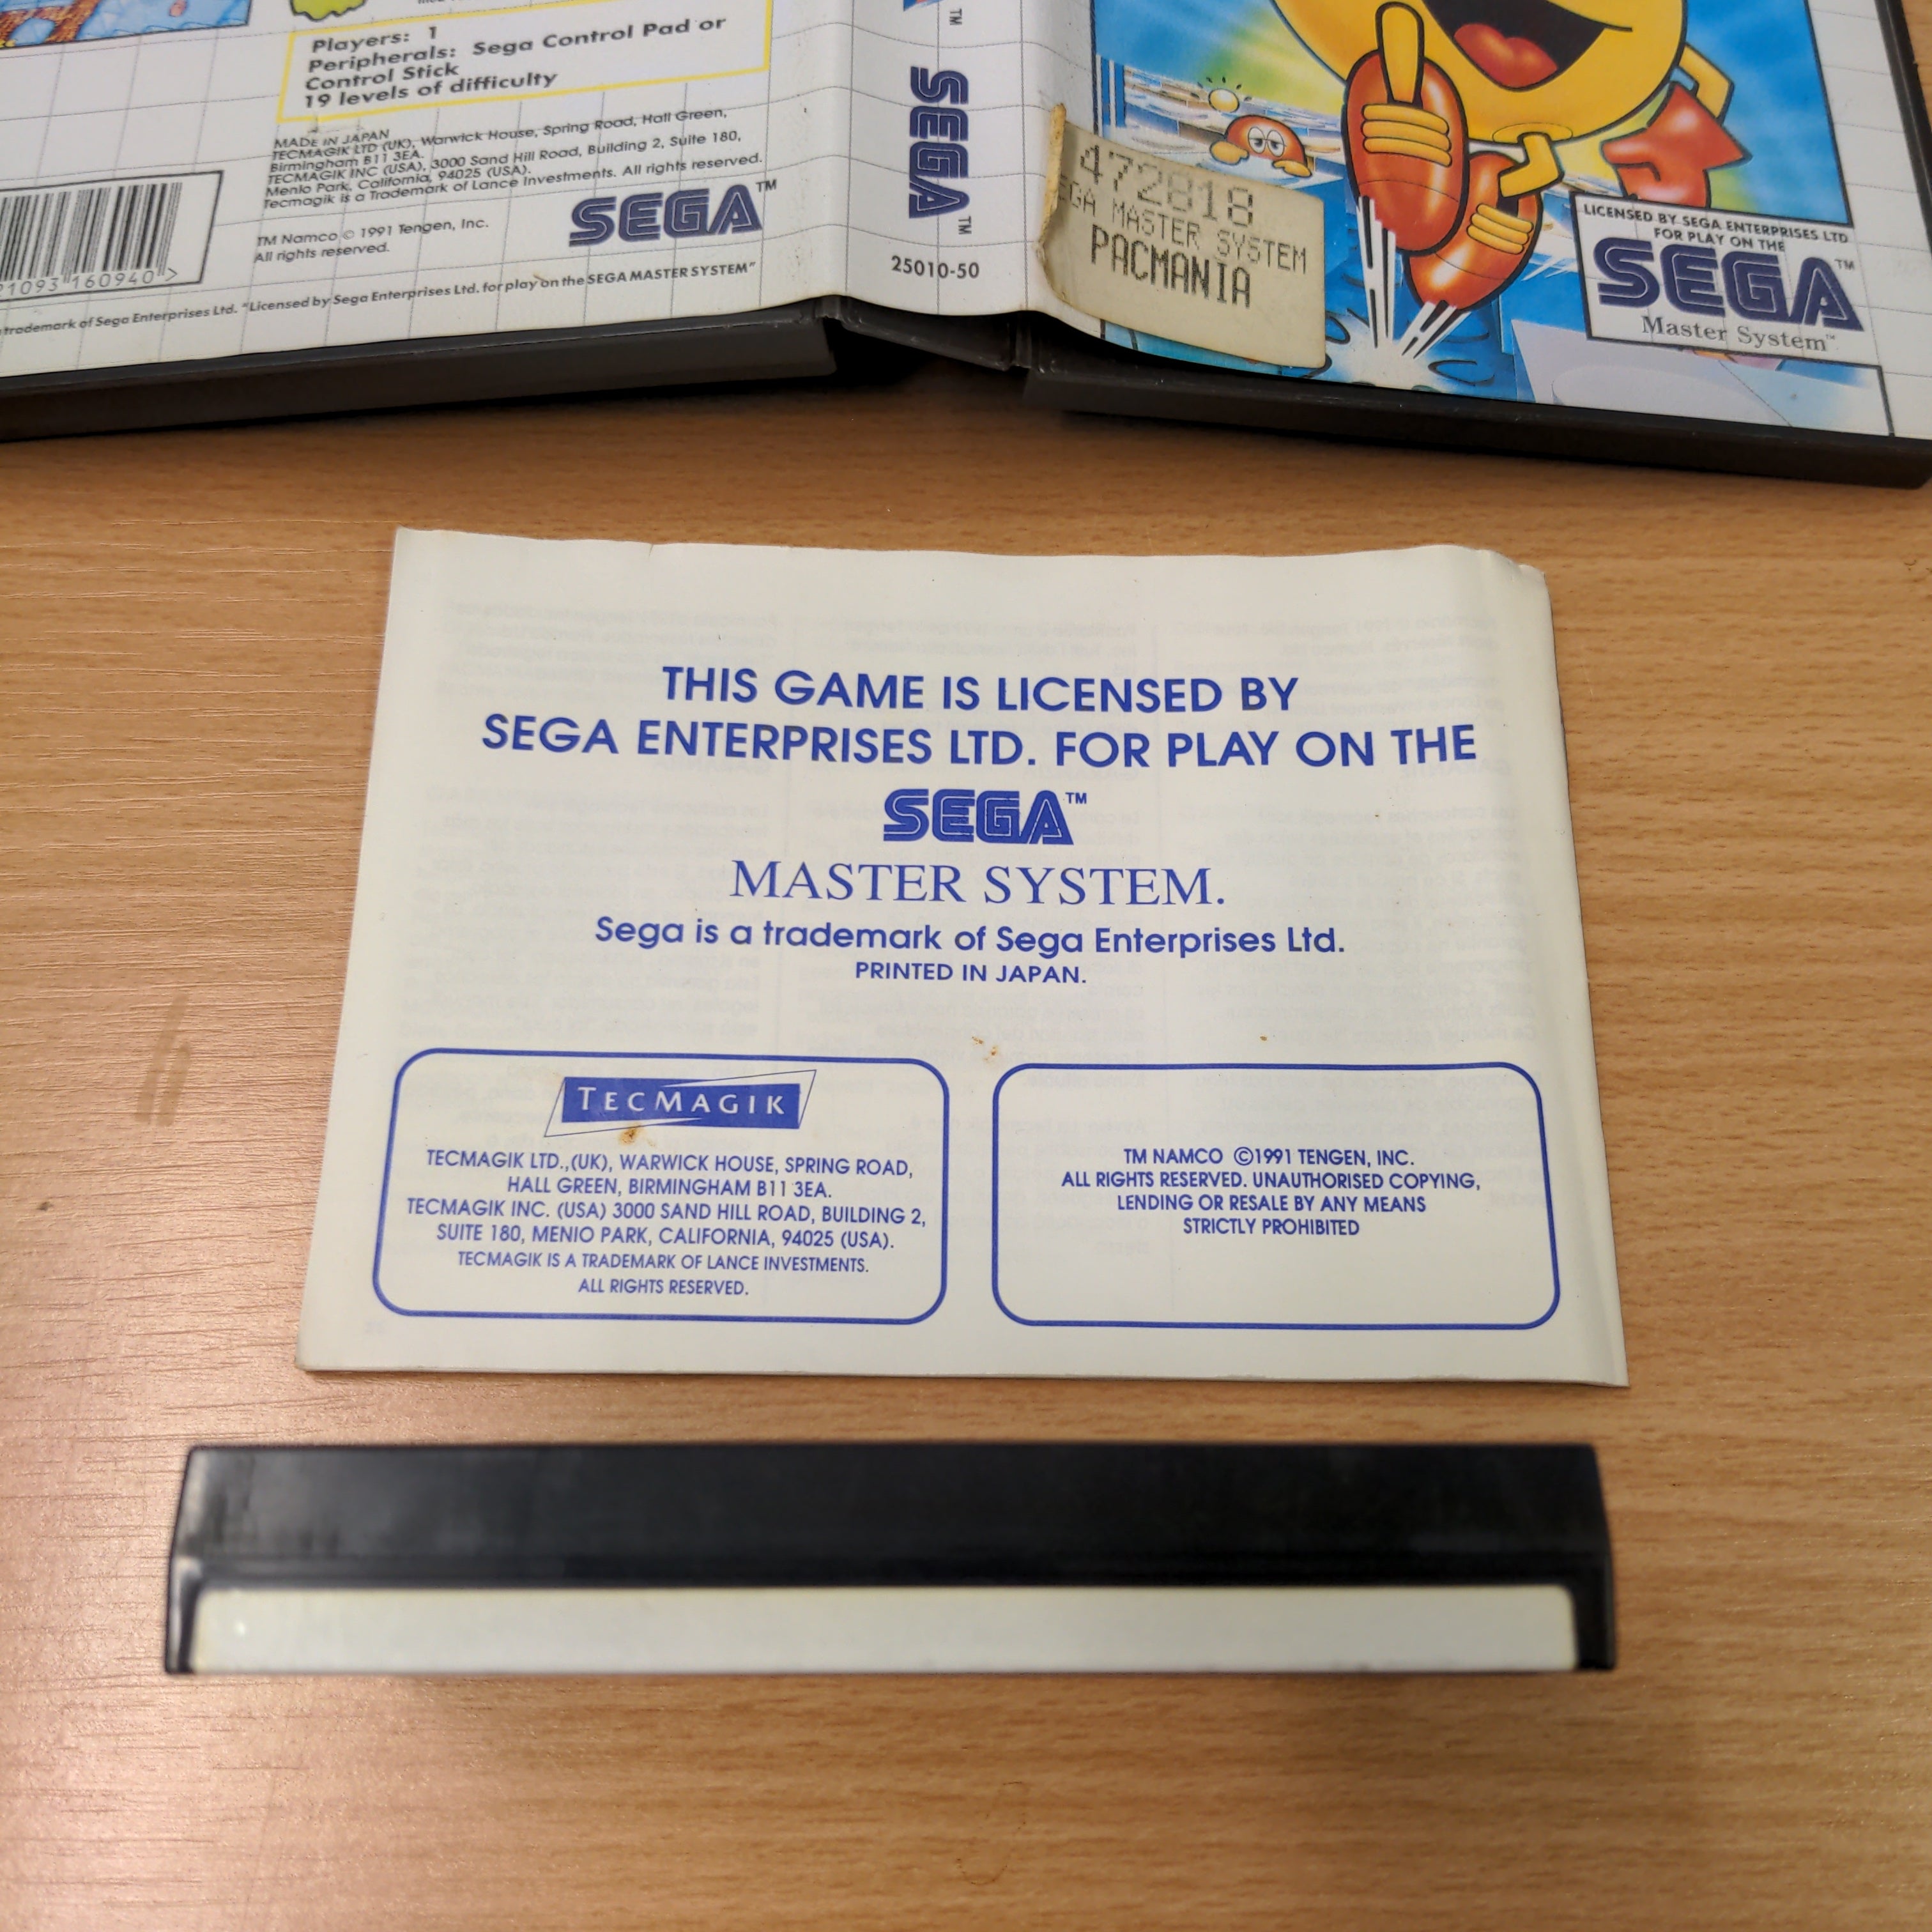 Players: 1
Peripherals: Sega Control Pad or
Control Stick
19 levels of difficulty
MADE IN JAPAN
TECMAGIK LTD (UK), Warwick House, Spring Road, Hall Green,
Birmingham B11 3EA.
TECMAGIK INC (USA), 3000 Sand Hill Road, Building 2, Suite 180,
Menlo Park, California, 94025 (USA).
Tecmagik is a Trademark of Lance Investments. All rights reserved.
TM Namco © 1991 Tengen, Inc.
All rights reserved.
SEGA™
1093 160940 >
trademark of Sega Enterprises Ltd. "Licensed by Sega Enterprises Ltd. for play on the SEGA MASTER SYSTEM"
TM
SEGA™
25010-50
472818
EGA MASTER SYSTEM
PACMANIA
LICENSED BY SEGA ENTERPRISES LTD
FOR PLAY ON THE
SEGA™
Master System™
THIS GAME IS LICENSED BY
SEGA ENTERPRISES LTD. FOR PLAY ON THE
SEGA™
MASTER SYSTEM.
Sega is a trademark of Sega Enterprises Ltd.
PRINTED IN JAPAN.
TECMAGIK
TECMAGIK LTD.,(UK), WARWICK HOUSE, SPRING ROAD,
HALL GREEN, BIRMINGHAM B11 3EA.
TECMAGIK INC. (USA) 3000 SAND HILL ROAD, BUILDING 2,
SUITE 180, MENIO PARK, CALIFORNIA, 94025 (USA).
TECMAGIK IS A TRADEMARK OF LANCE INVESTMENTS.
ALL RIGHTS RESERVED.
TM NAMCO ©1991 TENGEN, INC.
ALL RIGHTS RESERVED. UNAUTHORISED COPYING,
LENDING OR RESALE BY ANY MEANS
STRICTLY PROHIBITED